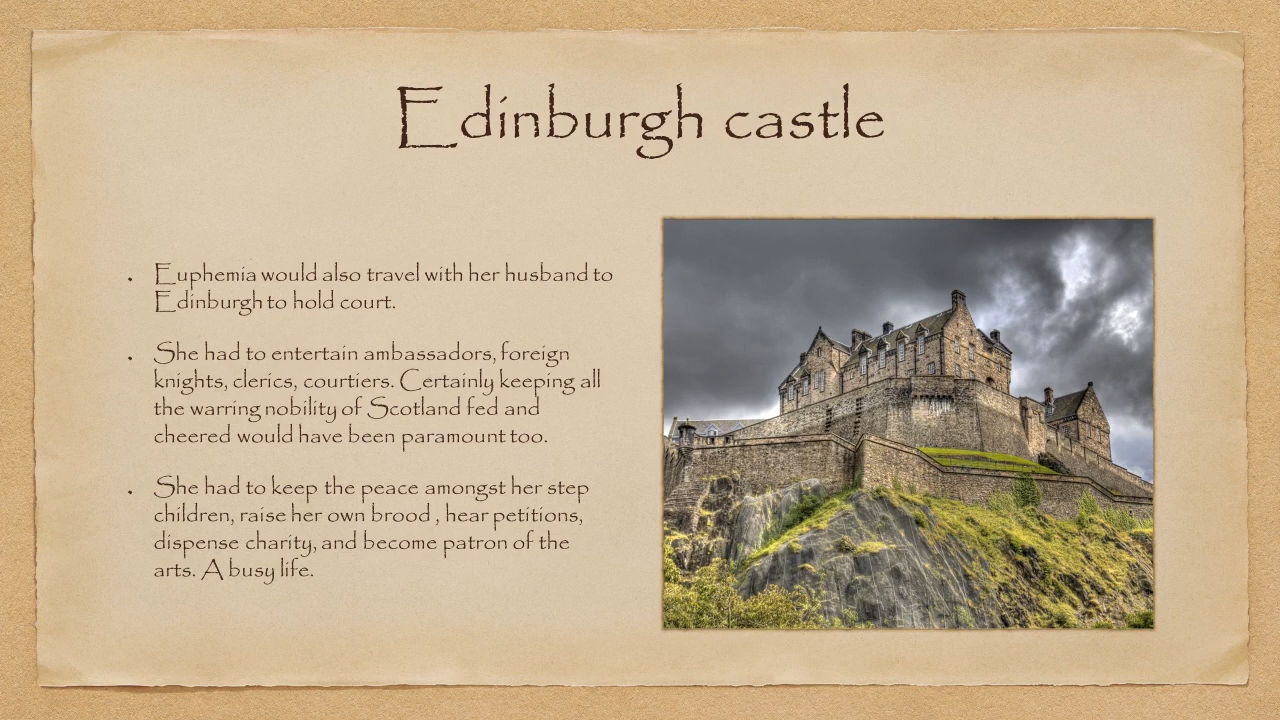 Edinburgh castle
. Euphemia would also travel with her husband to
Edinburgh to hold court.
. She had to entertain ambassadors, foreign
knights, clerics, courtiers. Certainly keeping all
the warring nobility of Scotland fed and
cheered would have been paramount too.
. She had to keep the peace amongst her step
children, raise her own brood , hear petitions,
dispense charity, and become patron of the
arts. A busy life.